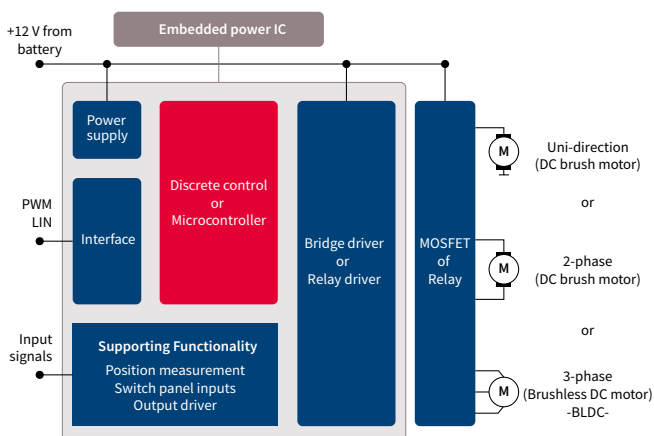 Embedded power IC
+12 V from
battery
Power
supply
Discrete control
or
Microcontroller
Bridge driver
or
Relay driver
MOSFET
of
Relay
PWM
LIN
Interface
Input
signals
Supporting Functionality
Position measurement
Switch panel inputs
Output driver
M
Uni-direction
(DC brush motor)
or
M
2-phase
(DC brush motor)
or
M
3-phase
(Brushless DC motor)
-BLDC-